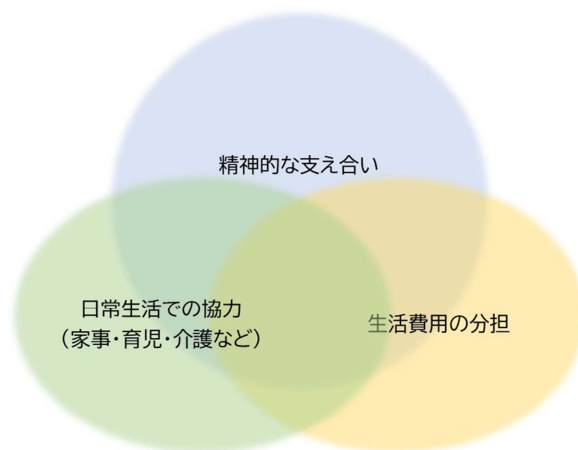 精神的な支え合い
日常生活での協力
（家事・育児・介護など）
生活費用の分担